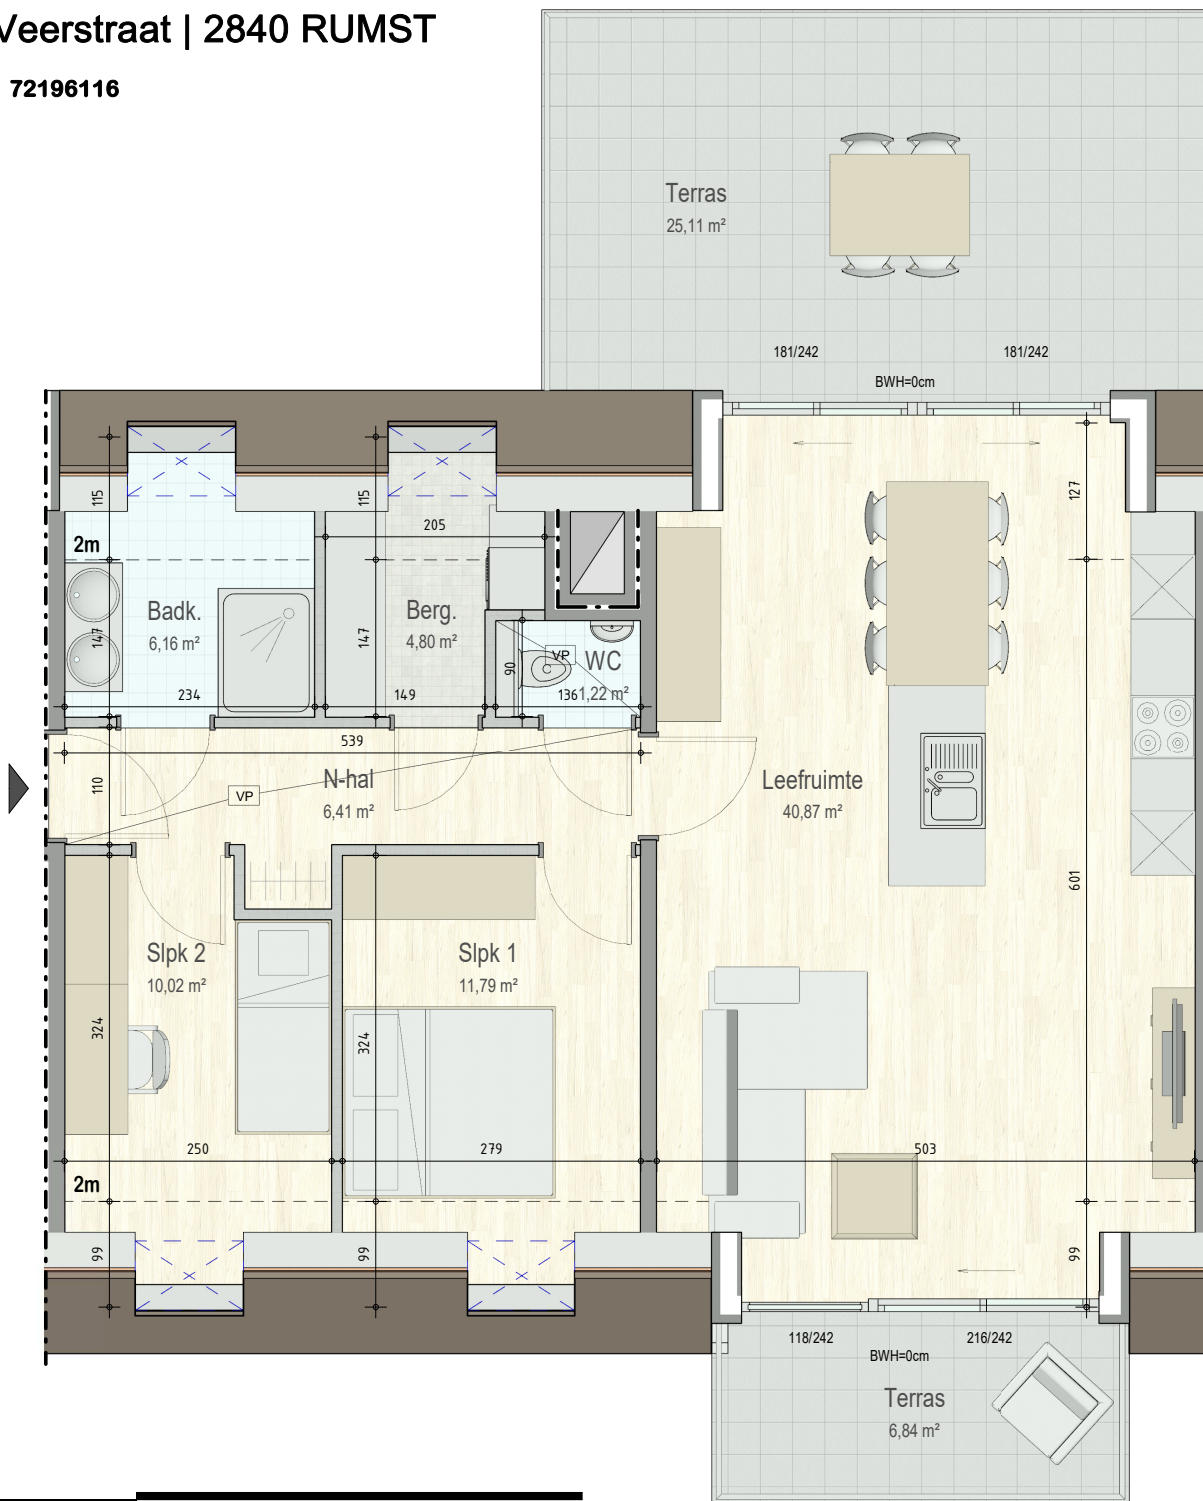 Veerstraat | 2840 RUMST
72196116
Terras
25,11 m²
181/242
181/242
BWH=0cm
115
115
127
205
2m
Badk.
6,16 m²
147
Berg.
4,80 m²
147
90
VP
WC
1,22 m²
234
149
136
539
110
N-hal
6,41 m²
VP
Leefruimte
40,87 m²
601
Slpk 2
10,02 m²
Slpk 1
11,79 m²
324
324
250
279
503
2m
99
99
99
118/242
216/242
BWH=0cm
Terras
6,84 m²